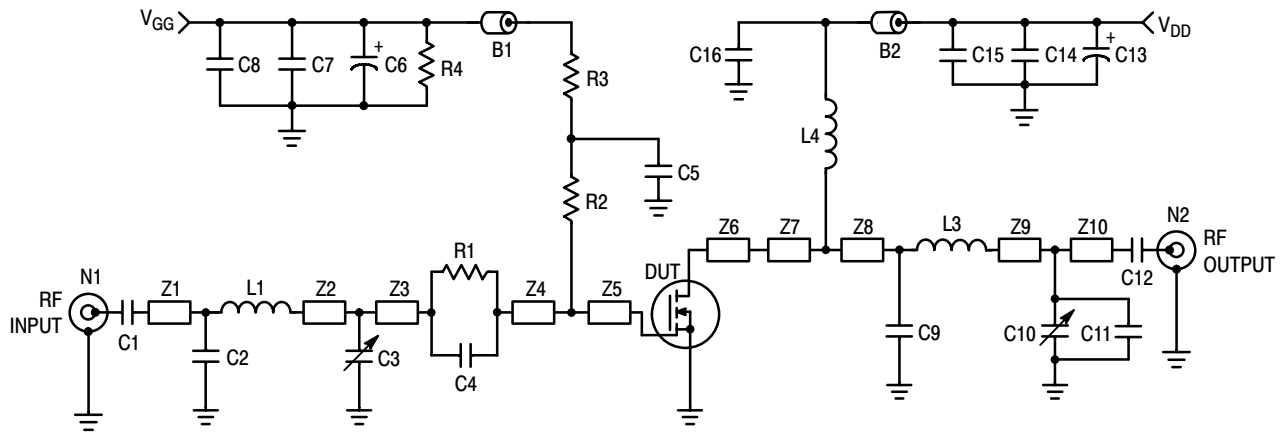 V_GG
B1
B2
V_DD
+
C8
C7
C6
R4
C16
C15
C14
+
C13
R3
L4
C5
R2
Z6
Z7
Z8
L3
Z9
Z10
N2
RF
OUTPUT
C12
R1
DUT
N1
RF
INPUT
Z1
L1
Z2
Z3
Z4
Z5
C1
C2
C3
C4
C9
C10
C11